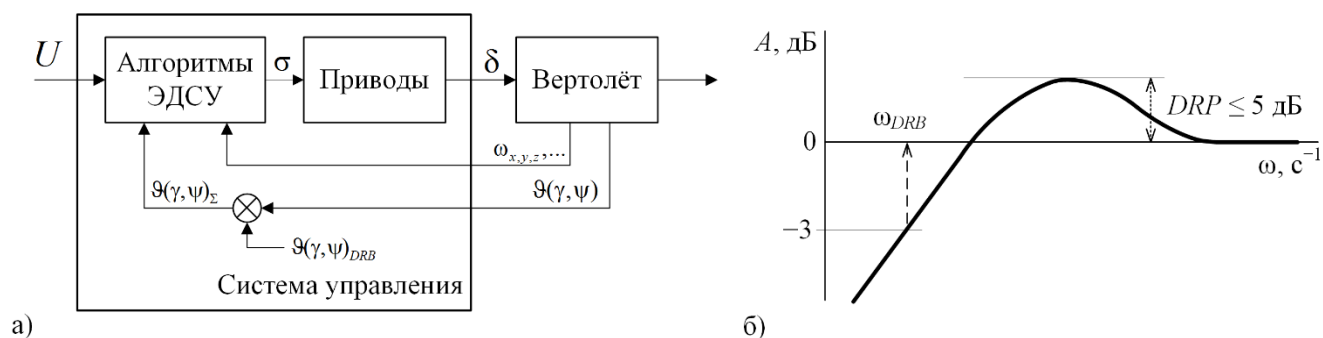 U
Алгоритмы
ЭДСУ
σ
Приводы
δ
Вертолёт
ω_{x,y,z},...
ϑ(γ,ψ)_Σ
ϑ(γ,ψ)
ϑ(γ,ψ)_{DRB}
Система управления
а)
A, дБ
DRP ≤ 5 дБ
ω_{DRB}
0
ω, с⁻¹
−3
б)